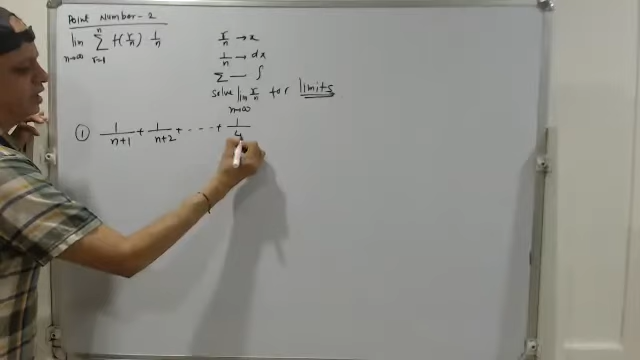 Point Number - 2
lim n→∞ n Σ r=1 f(r/n) 1/n
r/n → x
1/n → dx
Σ — ∫
solve lim n→∞ r/n for limits
① 1/n+1 + 1/n+2 + ---- + 1/4